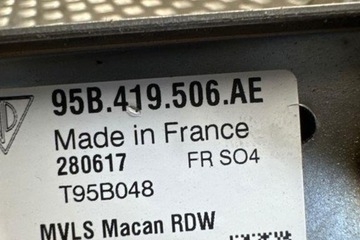 95B.419.506.AE
Made in France
280617 FR SO4
T95B048
MVLS Macan RDW